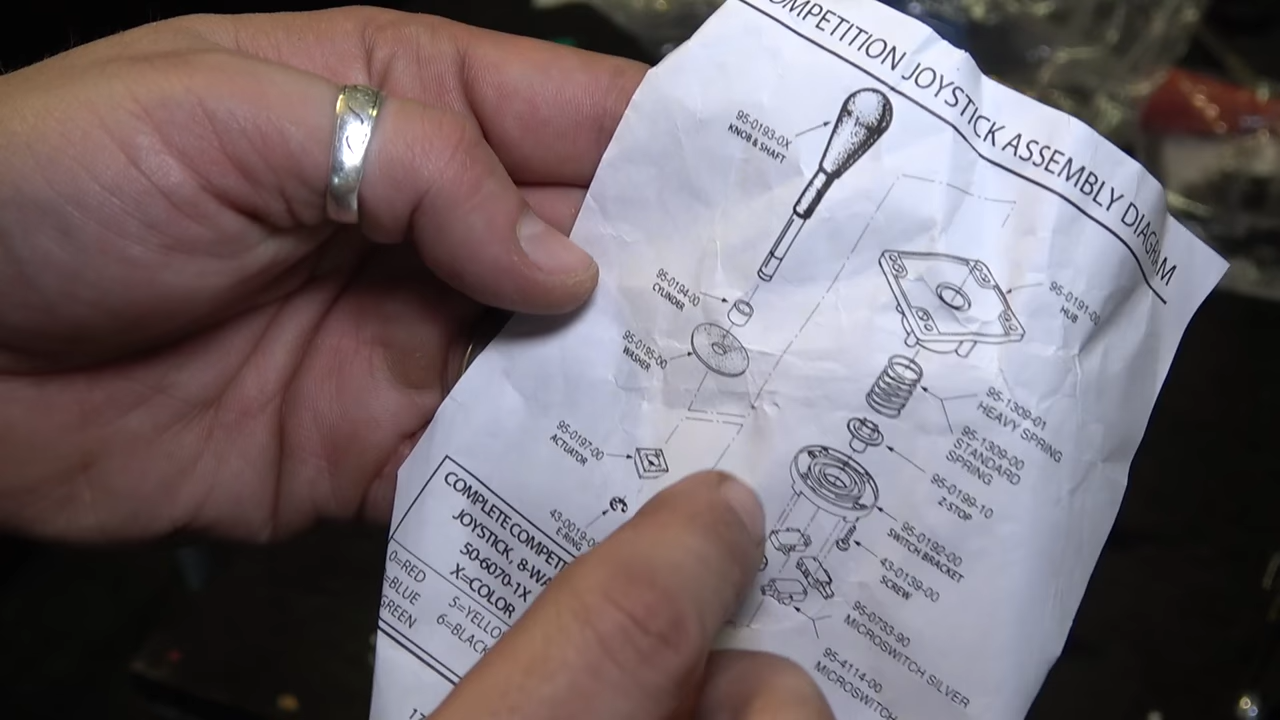 OMPETITION JOYSTICK ASSEMBLY DIAGRAM
95-0193-0X
KNOB & SHAFT
95-0194-00
CYLINDER
95-0195-00
WASHER
95-0197-00
ACTUATOR
43-0019-0
E-RING
95-0191-00
HUB
95-1309-01
HEAVY SPRING
95-1309-00
STANDARD
SPRING
95-0199-10
Z-STOP
95-0192-00
SWITCH BRACKET
43-0139-00
SCREW
95-0733-90
MICROSWITCH SILVER
95-4114-00
MICROSWITCH
COMPLETE COMPETI
JOYSTICK, 8-WA
50-6070-1X
X=COLOR
0=RED
=BLUE
GREEN
5=YELLO
6=BLACK
17